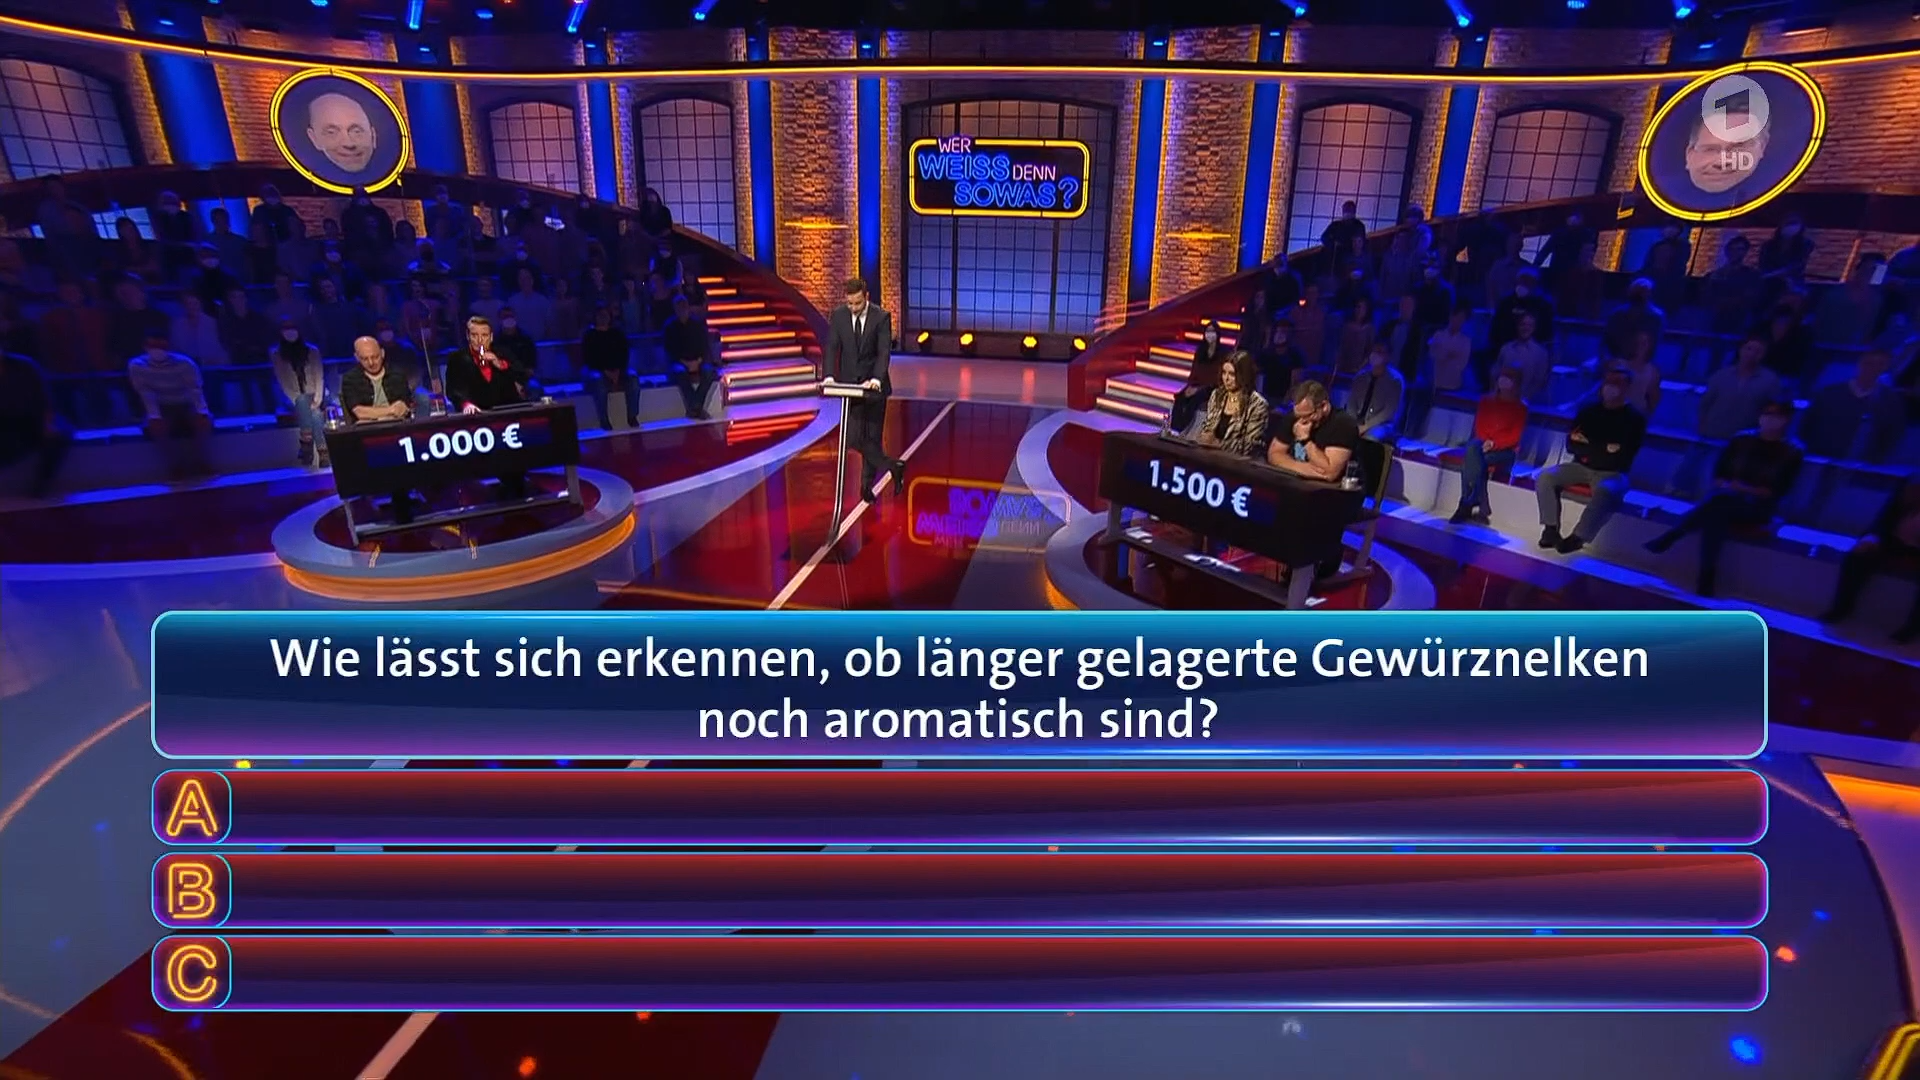 WER
WEISS DENN
SOWAS?
HD
1.000 €
1.500 €
Wie lässt sich erkennen, ob länger gelagerte Gewürznelken
noch aromatisch sind?
A
B
C